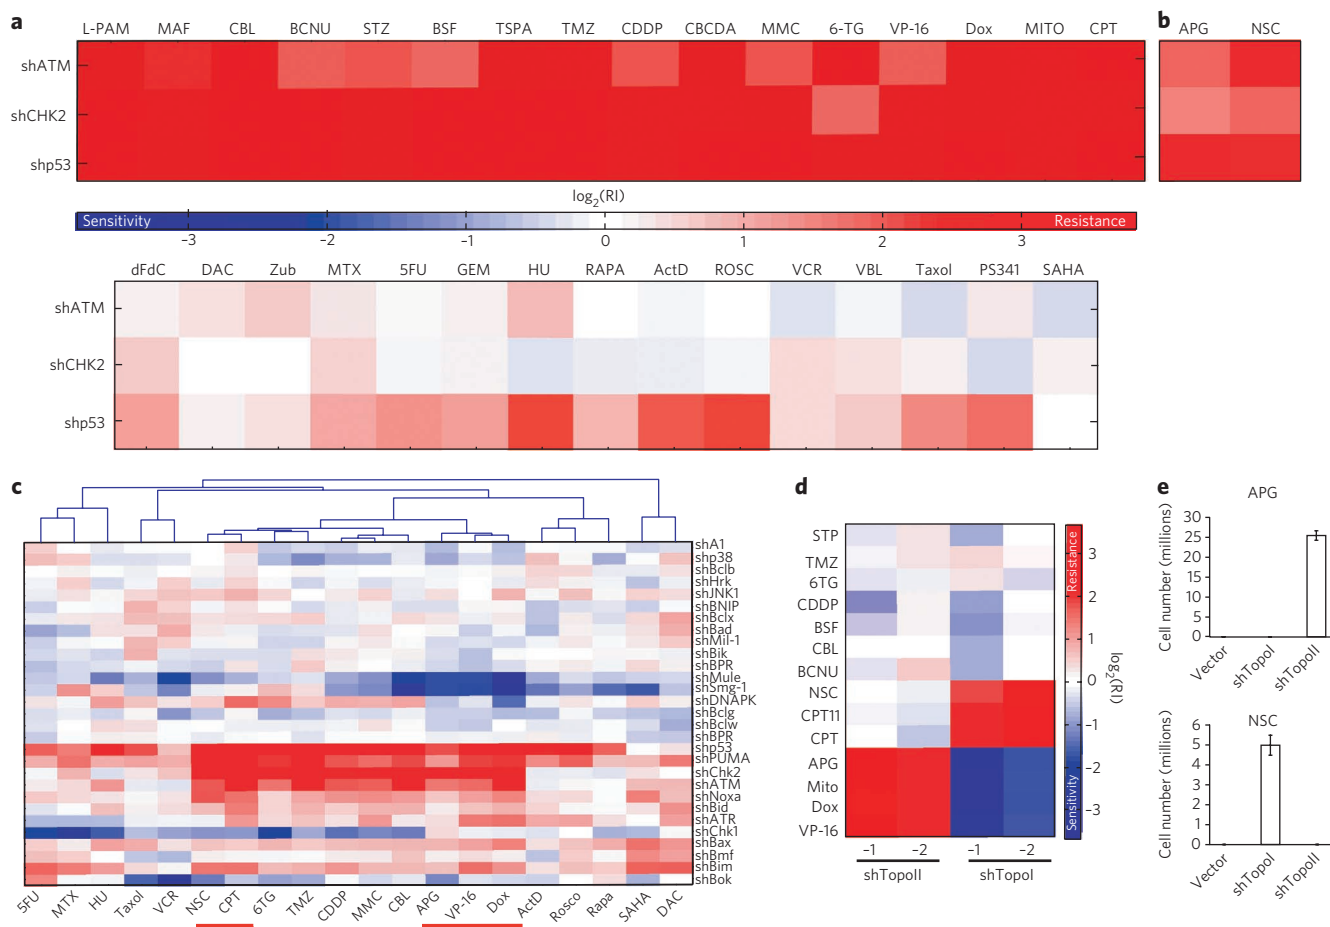 a
L-PAM MAF CBL BCNU STZ BSF TSPA TMZ CDDP CBCDA MMC 6-TG VP-16 Dox MITO CPT
shATM
shCHK2
shp53
b
APG NSC
log2(RI)
Sensitivity
Resistance
−3 −2 −1 0 1 2 3
dFdC DAC Zub MTX 5FU GEM HU RAPA ActD ROSC VCR VBL Taxol PS341 SAHA
shATM
shCHK2
shp53
c
shA1
shp38
shBclb
shHrk
shJNK1
shBNIP
shBclx
shBad
shMil-1
shBik
shBPR
shMule
shSmg-1
shDNAPK
shBclg
shBclw
shBPR
shp53
shPUMA
shChk2
shATM
shNoxa
shBid
shATR
shChk1
shBax
shBmf
shBim
shBok
5FU MTX HU Taxol VCR NSC CPT 6TG TMZ CDDP MMC CBL APG VP-16 Dox ActD Rosco Rapa SAHA DAC
d
STP
TMZ
6TG
CDDP
BSF
CBL
BCNU
NSC
CPT11
CPT
APG
Mito
Dox
VP-16
−1 −2 −1 −2
shTopoII shTopoI
Resistance
3
2
1
0
−1
−2
−3
Sensitivity
log2(RI)
e
APG
Cell number (millions)
30
25
20
15
10
5
0
Vector shTopoI shTopoII
NSC
Cell number (millions)
6
5
4
3
2
1
0
Vector shTopoI shTopoII